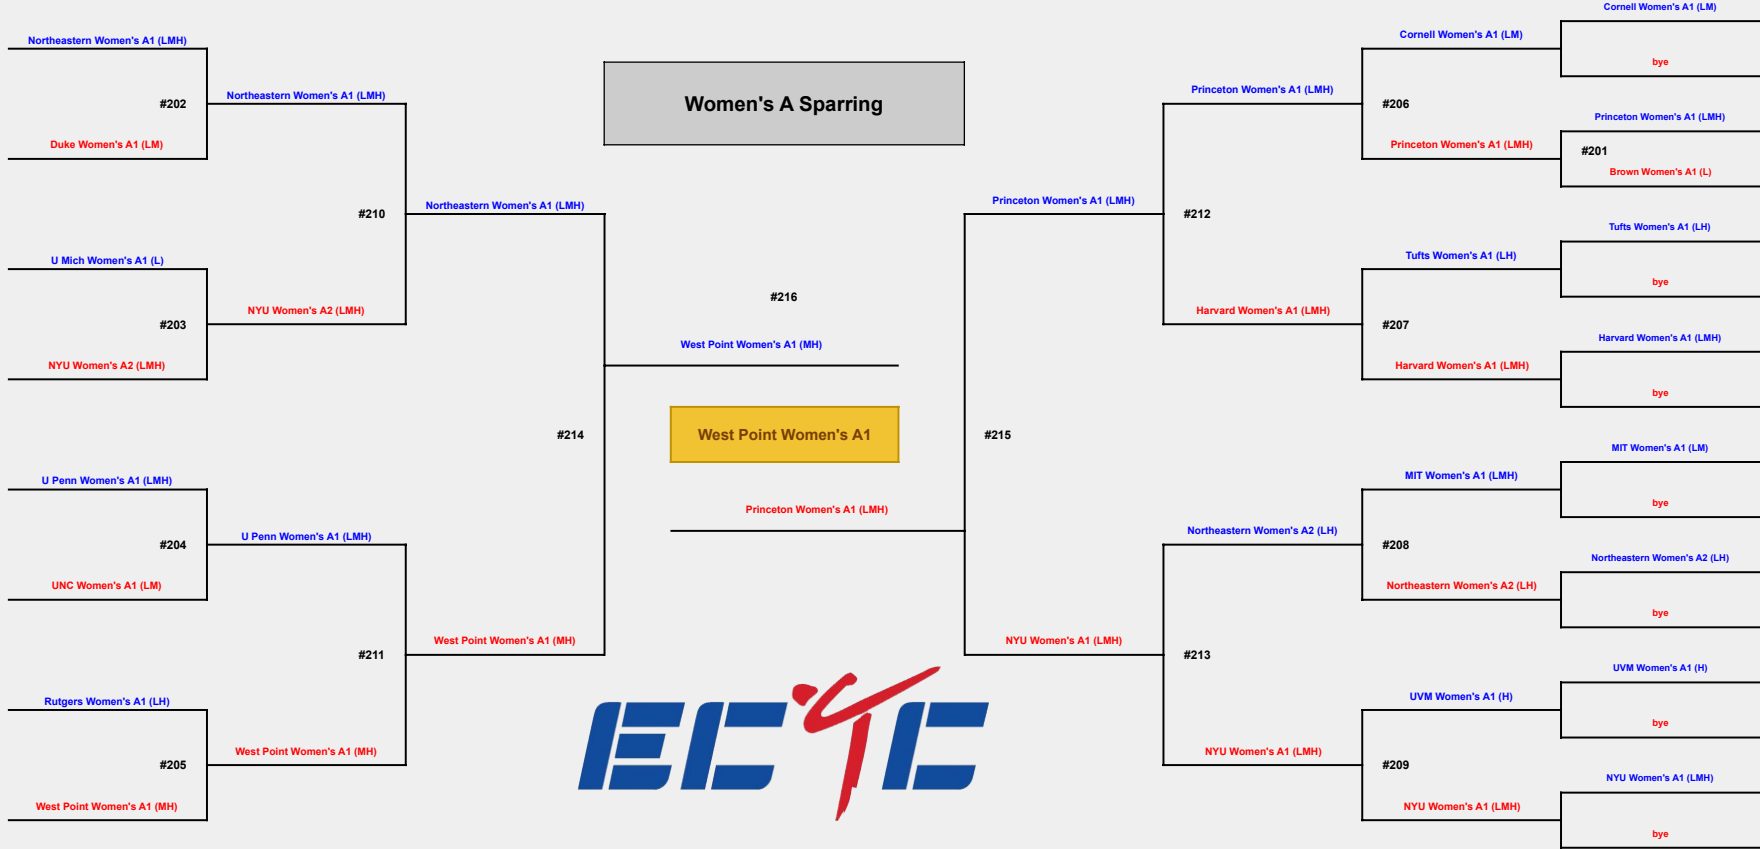 Cornell Women's A1 (LM)
Northeastern Women's A1 (LMH)
Cornell Women's A1 (LM)
bye
Northeastern Women's A1 (LMH)
Women's A Sparring
Princeton Women's A1 (LMH)
#202
#206
Princeton Women's A1 (LMH)
Duke Women's A1 (LM)
Princeton Women's A1 (LMH)
#201
Brown Women's A1 (L)
#210
Northeastern Women's A1 (LMH)
Princeton Women's A1 (LMH)
#212
Tufts Women's A1 (LH)
U Mich Women's A1 (L)
Tufts Women's A1 (LH)
bye
#216
NYU Women's A2 (LMH)
Harvard Women's A1 (LMH)
#203
#207
West Point Women's A1 (MH)
Harvard Women's A1 (LMH)
NYU Women's A2 (LMH)
Harvard Women's A1 (LMH)
bye
#214
West Point Women's A1
#215
MIT Women's A1 (LM)
U Penn Women's A1 (LMH)
MIT Women's A1 (LMH)
bye
Princeton Women's A1 (LMH)
U Penn Women's A1 (LMH)
Northeastern Women's A2 (LH)
#204
#208
Northeastern Women's A2 (LH)
UNC Women's A1 (LM)
Northeastern Women's A2 (LH)
bye
West Point Women's A1 (MH)
NYU Women's A1 (LMH)
#211
#213
UVM Women's A1 (H)
Rutgers Women's A1 (LH)
UVM Women's A1 (H)
bye
West Point Women's A1 (MH)
ECTC
NYU Women's A1 (LMH)
#205
#209
NYU Women's A1 (LMH)
West Point Women's A1 (MH)
NYU Women's A1 (LMH)
bye